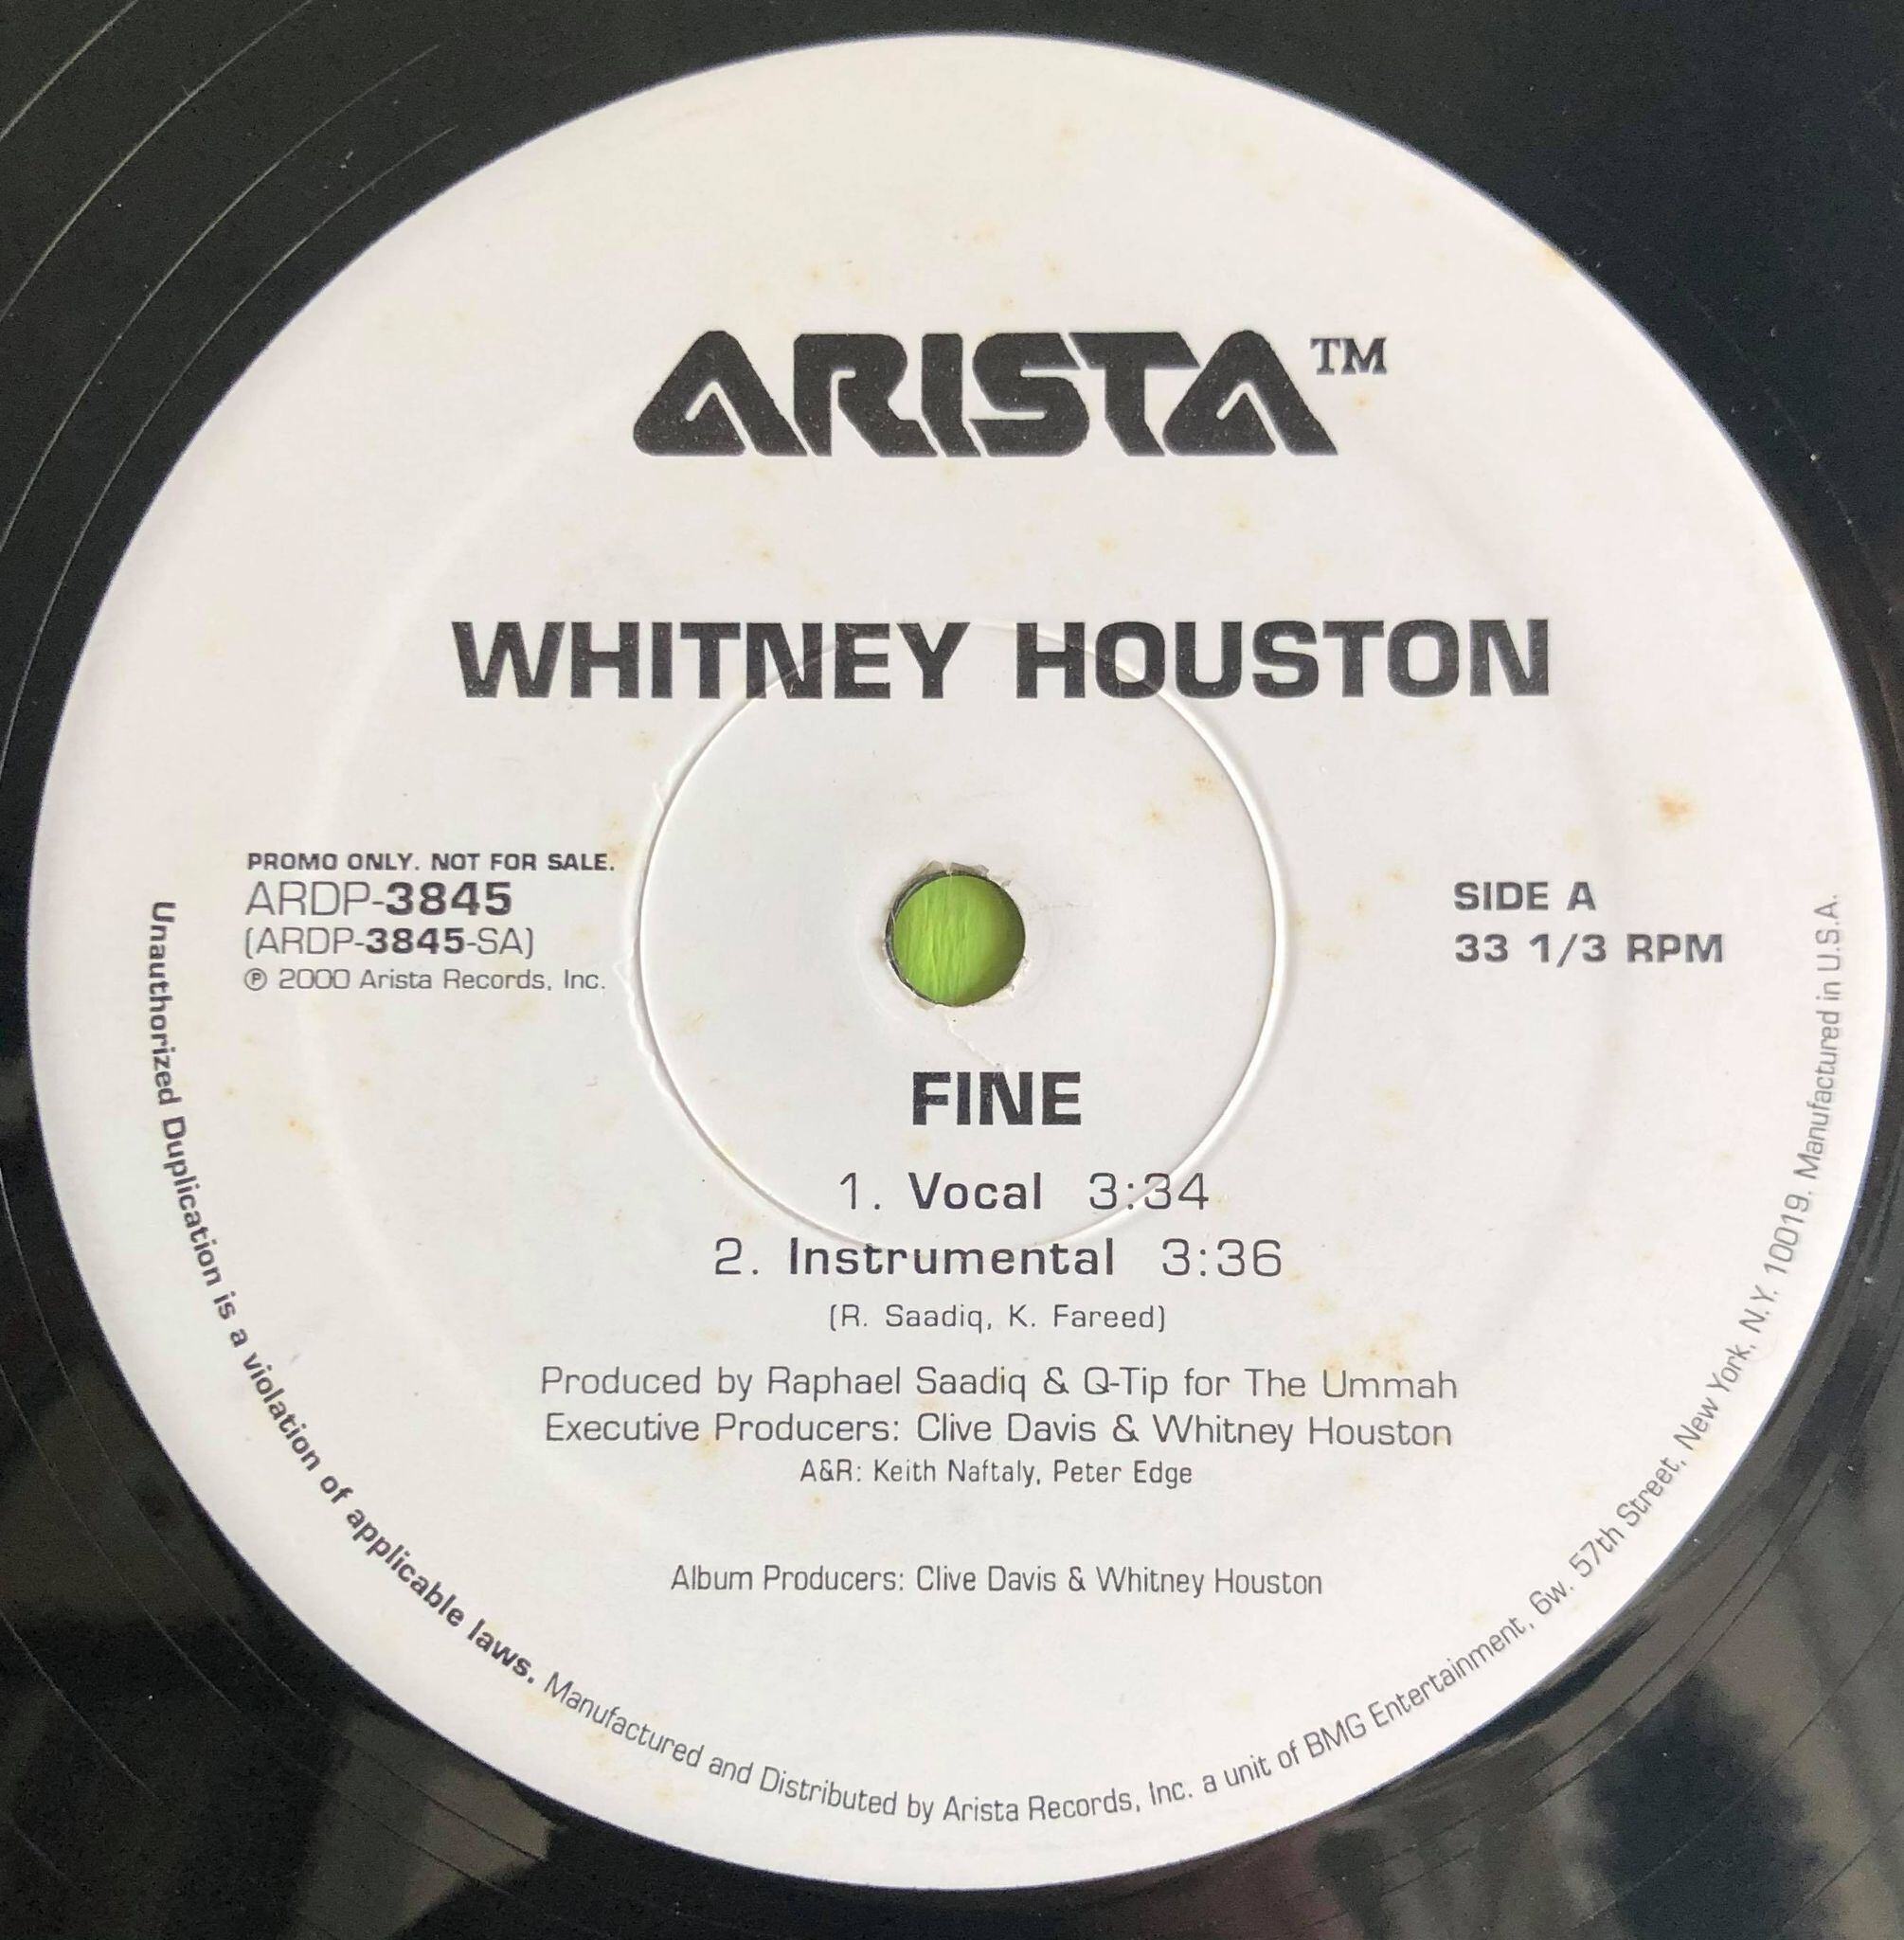 ARISTA™
WHITNEY HOUSTON
PROMO ONLY. NOT FOR SALE.
ARDP-3845
(ARDP-3845-SA)
℗ 2000 Arista Records, Inc.
SIDE A
33 1/3 RPM
FINE
1. Vocal 3:34
2. Instrumental 3:36
(R. Saadiq, K. Fareed)
Produced by Raphael Saadiq & Q-Tip for The Ummah
Executive Producers: Clive Davis & Whitney Houston
A&R: Keith Naftaly, Peter Edge
Album Producers: Clive Davis & Whitney Houston
Unauthorized Duplication is a violation of applicable laws. Manufactured and Distributed by Arista Records, Inc. a unit of BMG Entertainment, 6w. 57th Street, New York, N.Y. 10019. Manufactured in U.S.A.